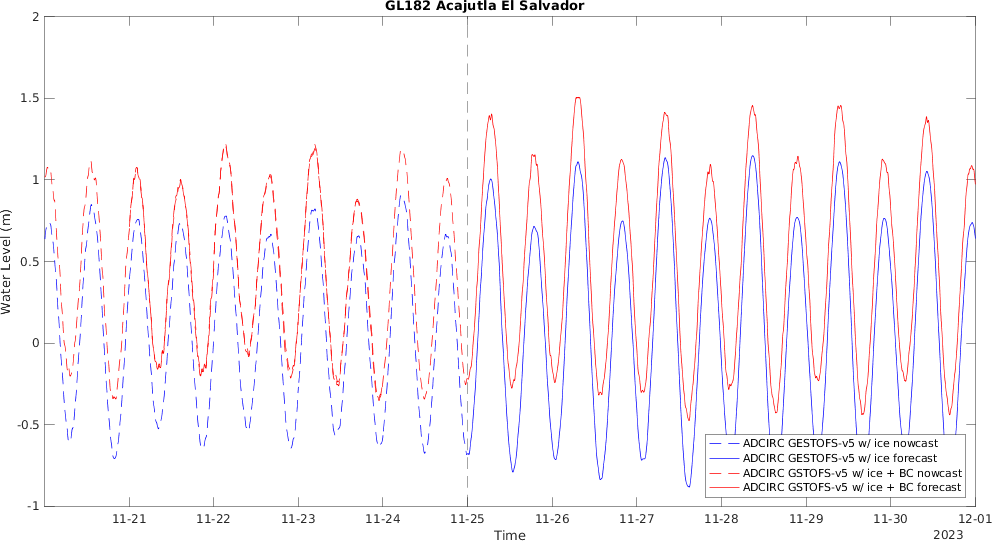 GL182 Acajutla El Salvador
2
1.5
1
0.5
0
-0.5
-1
Water Level (m)
ADCIRC GESTOFS-v5 w/ ice nowcast
ADCIRC GESTOFS-v5 w/ ice forecast
ADCIRC GSTOFS-v5 w/ ice + BC nowcast
ADCIRC GSTOFS-v5 w/ ice + BC forecast
11-21 11-22 11-23 11-24 11-25 11-26 11-27 11-28 11-29 11-30 12-01
Time
2023